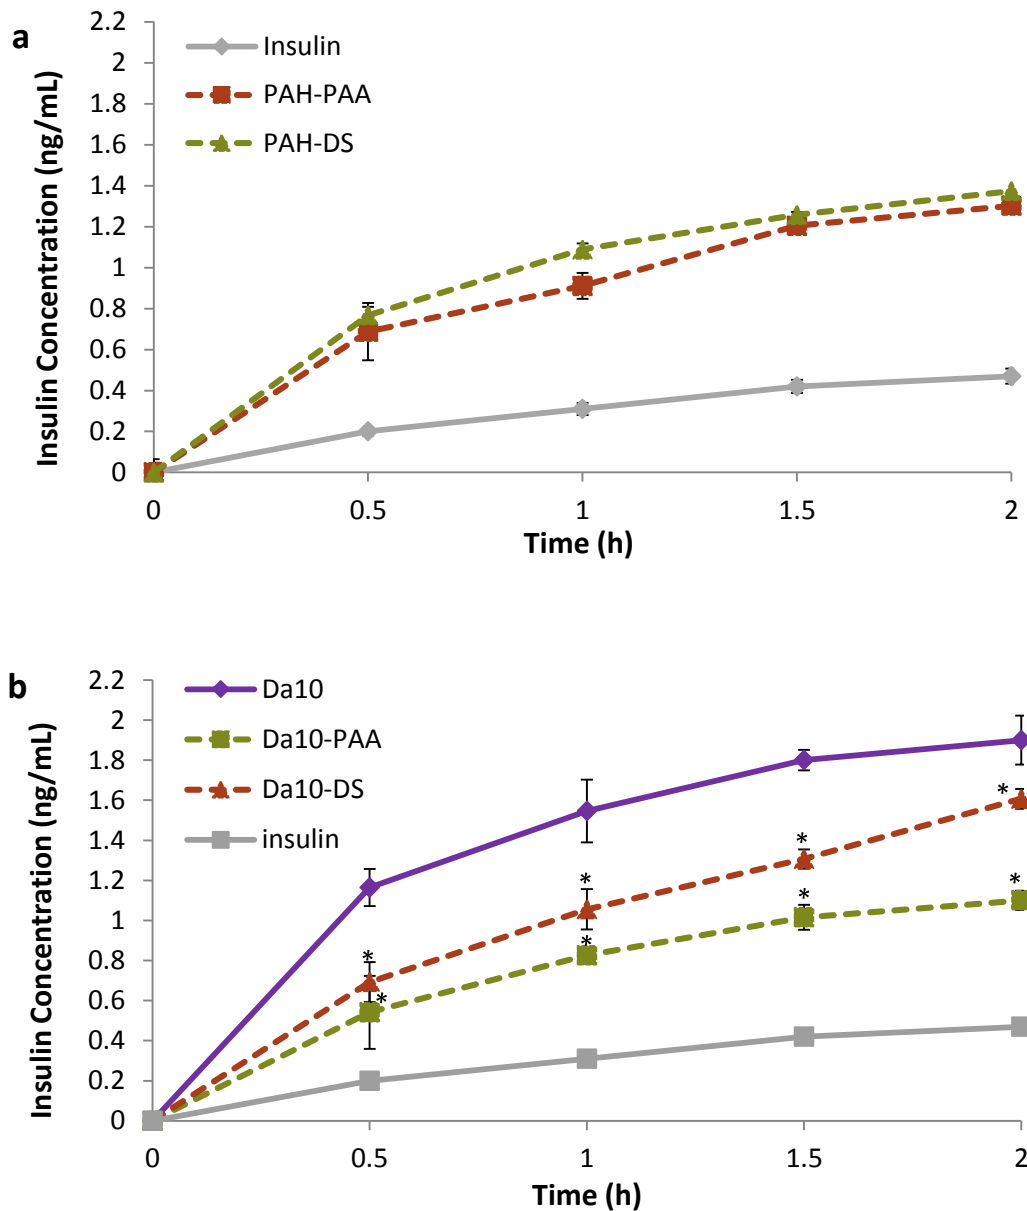 a
Insulin Concentration (ng/mL)
2.2
2
1.8
1.6
1.4
1.2
1
0.8
0.6
0.4
0.2
0
Insulin
PAH-PAA
PAH-DS
0 0.5 1 1.5 2
Time (h)
b
Insulin Concentration (ng/mL)
2.2
2
1.8
1.6
1.4
1.2
1
0.8
0.6
0.4
0.2
0
Da10
Da10-PAA
Da10-DS
insulin
*
*
*
*
*
*
*
*
0 0.5 1 1.5 2
Time (h)